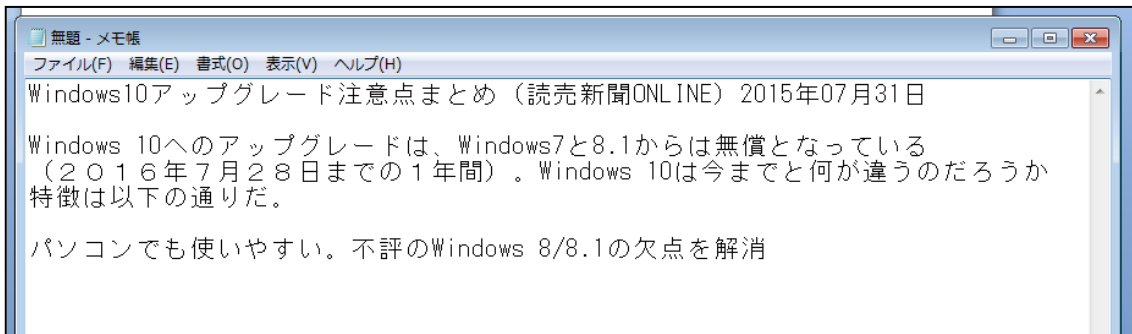 無題 - メモ帳
ファイル(F) 編集(E) 書式(O) 表示(V) ヘルプ(H)
Windows10アップグレード注意点まとめ（読売新聞ONLINE）2015年07月31日
Windows 10へのアップグレードは、Windows7と8.1からは無償となっている
（２０１６年７月２８日までの１年間）。Windows 10は今までと何が違うのだろうか
特徴は以下の通りだ。
パソコンでも使いやすい。不評のWindows 8/8.1の欠点を解消